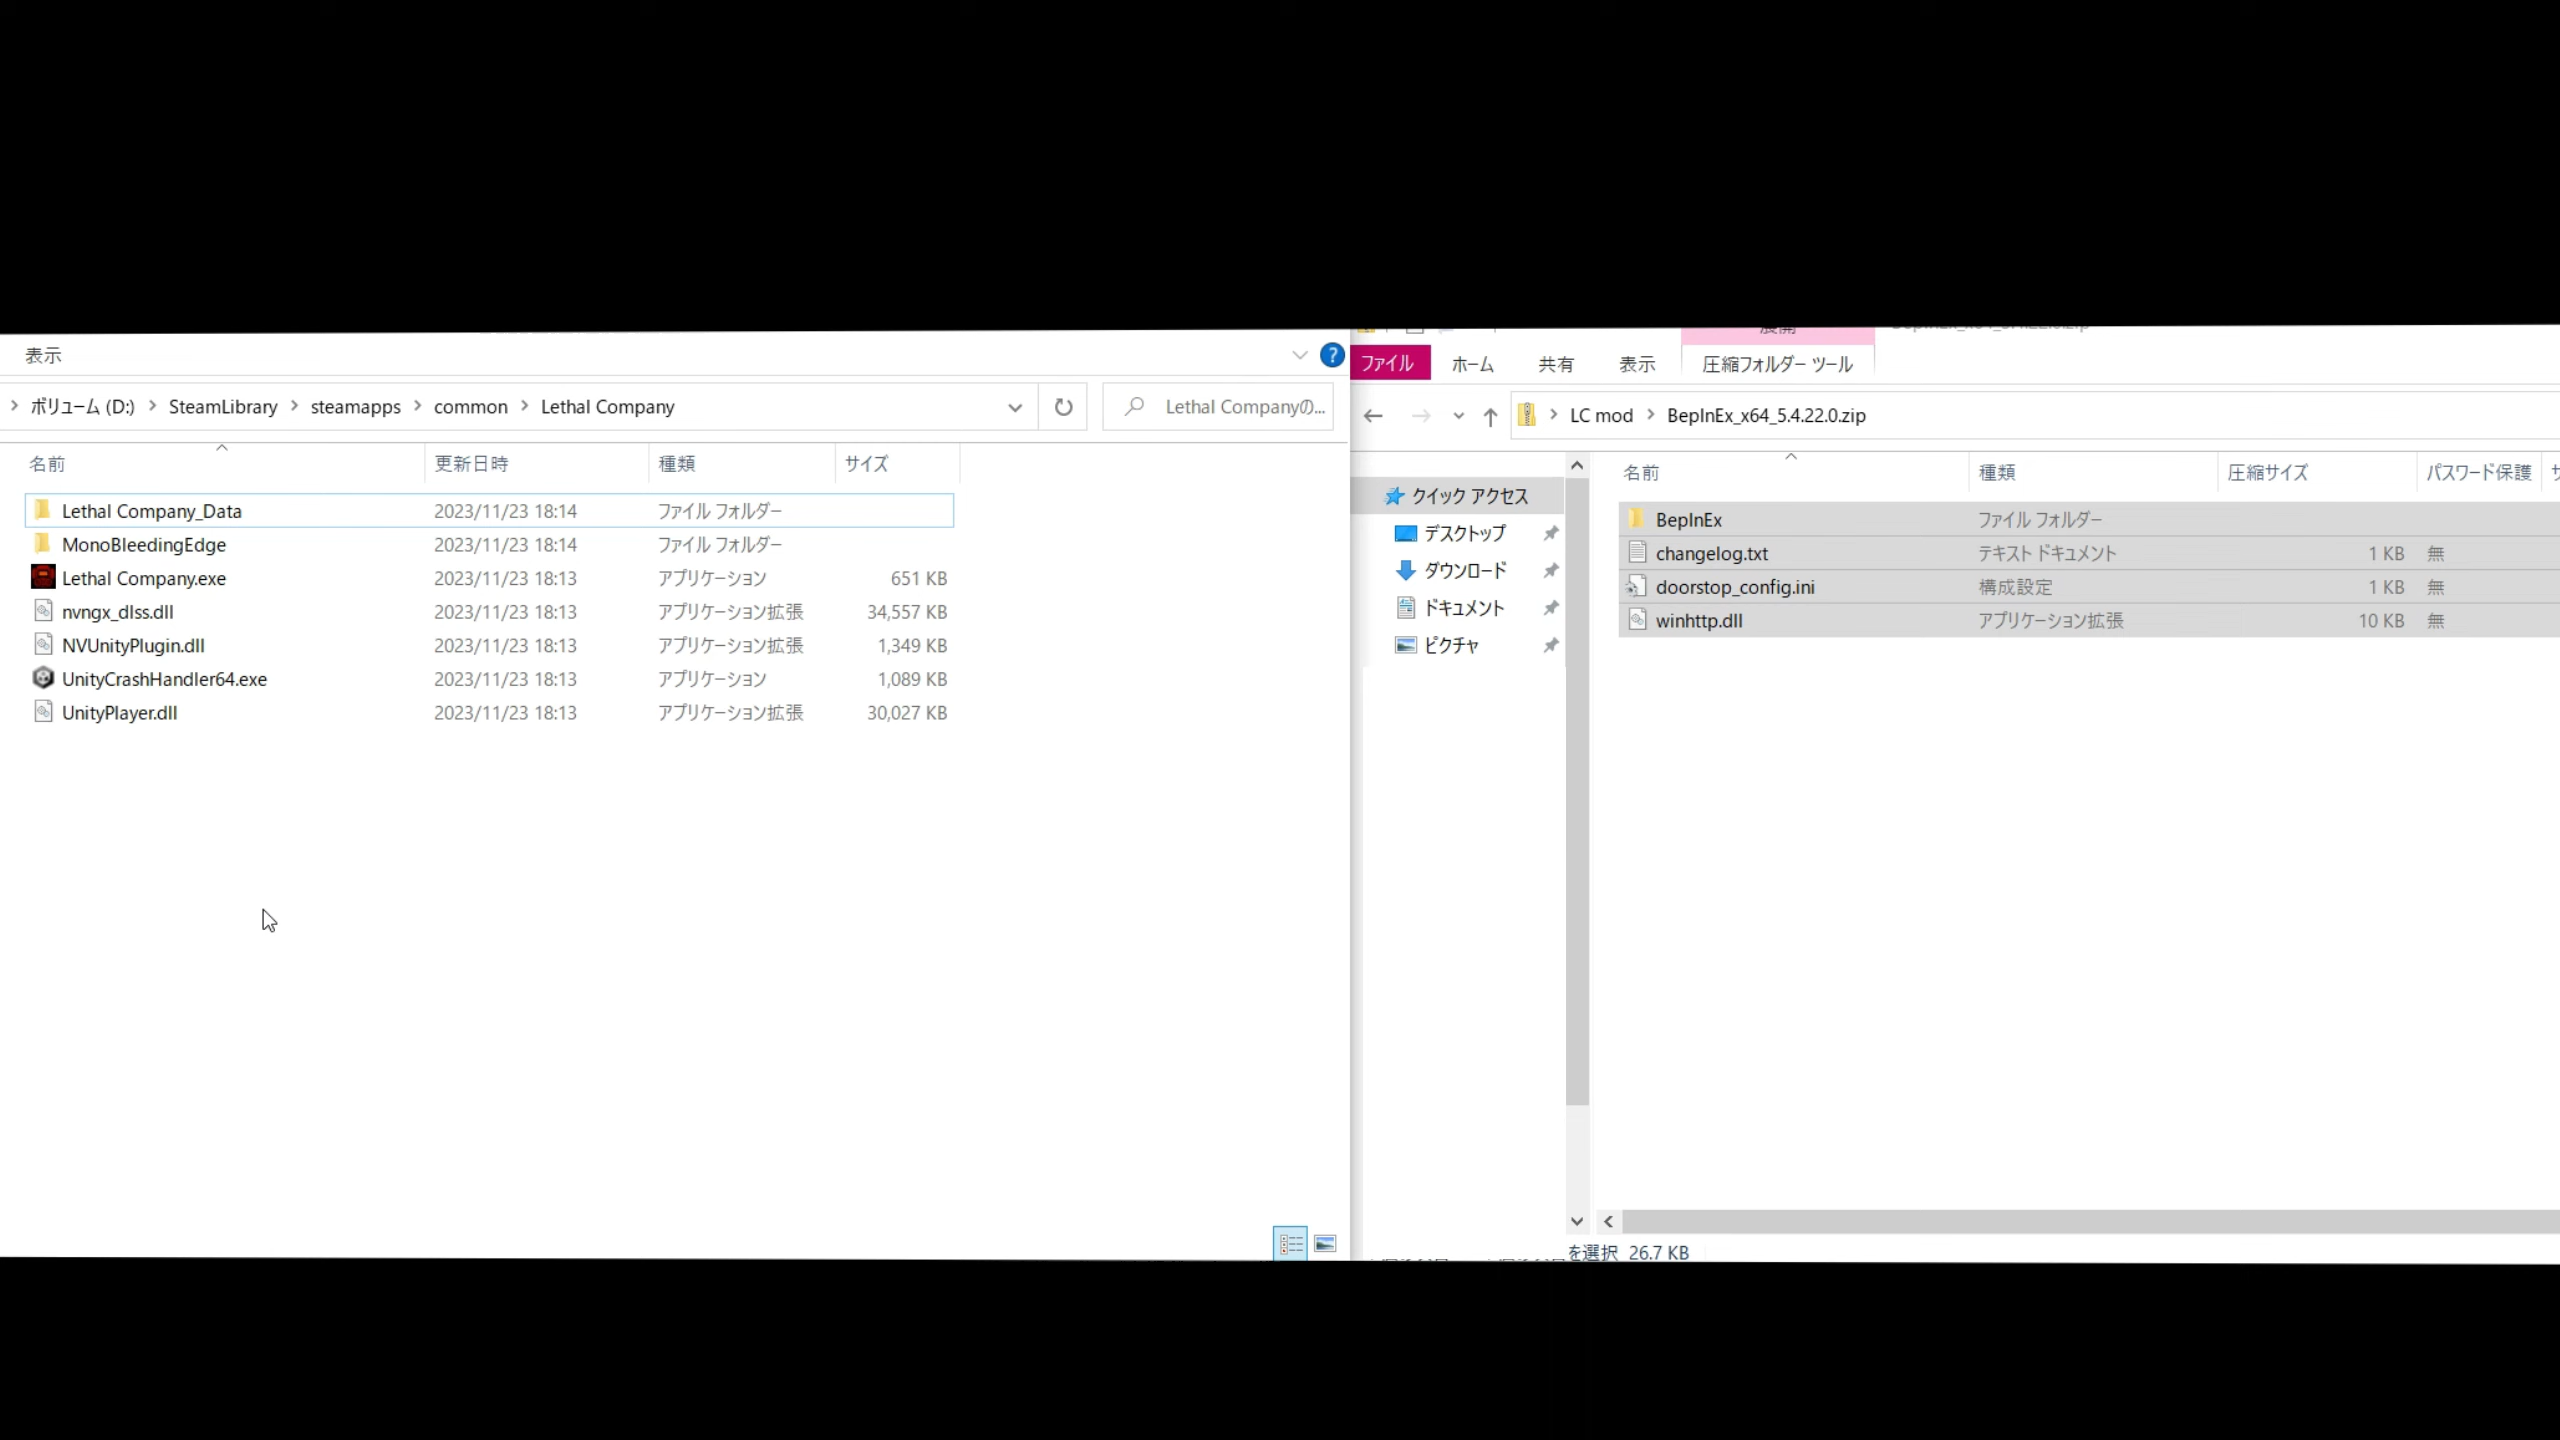 表示
ボリューム (D:) SteamLibrary steamapps common Lethal Company
Lethal Companyの...
名前 更新日時 種類 サイズ
Lethal Company_Data 2023/11/23 18:14 ファイル フォルダー
MonoBleedingEdge 2023/11/23 18:14 ファイル フォルダー
Lethal Company.exe 2023/11/23 18:13 アプリケーション 651 KB
nvngx_dlss.dll 2023/11/23 18:13 アプリケーション拡張 34,557 KB
NVUnityPlugin.dll 2023/11/23 18:13 アプリケーション拡張 1,349 KB
UnityCrashHandler64.exe 2023/11/23 18:13 アプリケーション 1,089 KB
UnityPlayer.dll 2023/11/23 18:13 アプリケーション拡張 30,027 KB
ファイル ホーム 共有 表示 圧縮フォルダー ツール
LC mod BepInEx_x64_5.4.22.0.zip
クイック アクセス
デスクトップ
ダウンロード
ドキュメント
ピクチャ
名前 種類 圧縮サイズ パスワード保護
BepInEx ファイル フォルダー
changelog.txt テキスト ドキュメント 1 KB 無
doorstop_config.ini 構成設定 1 KB 無
winhttp.dll アプリケーション拡張 10 KB 無
を選択 26.7 KB